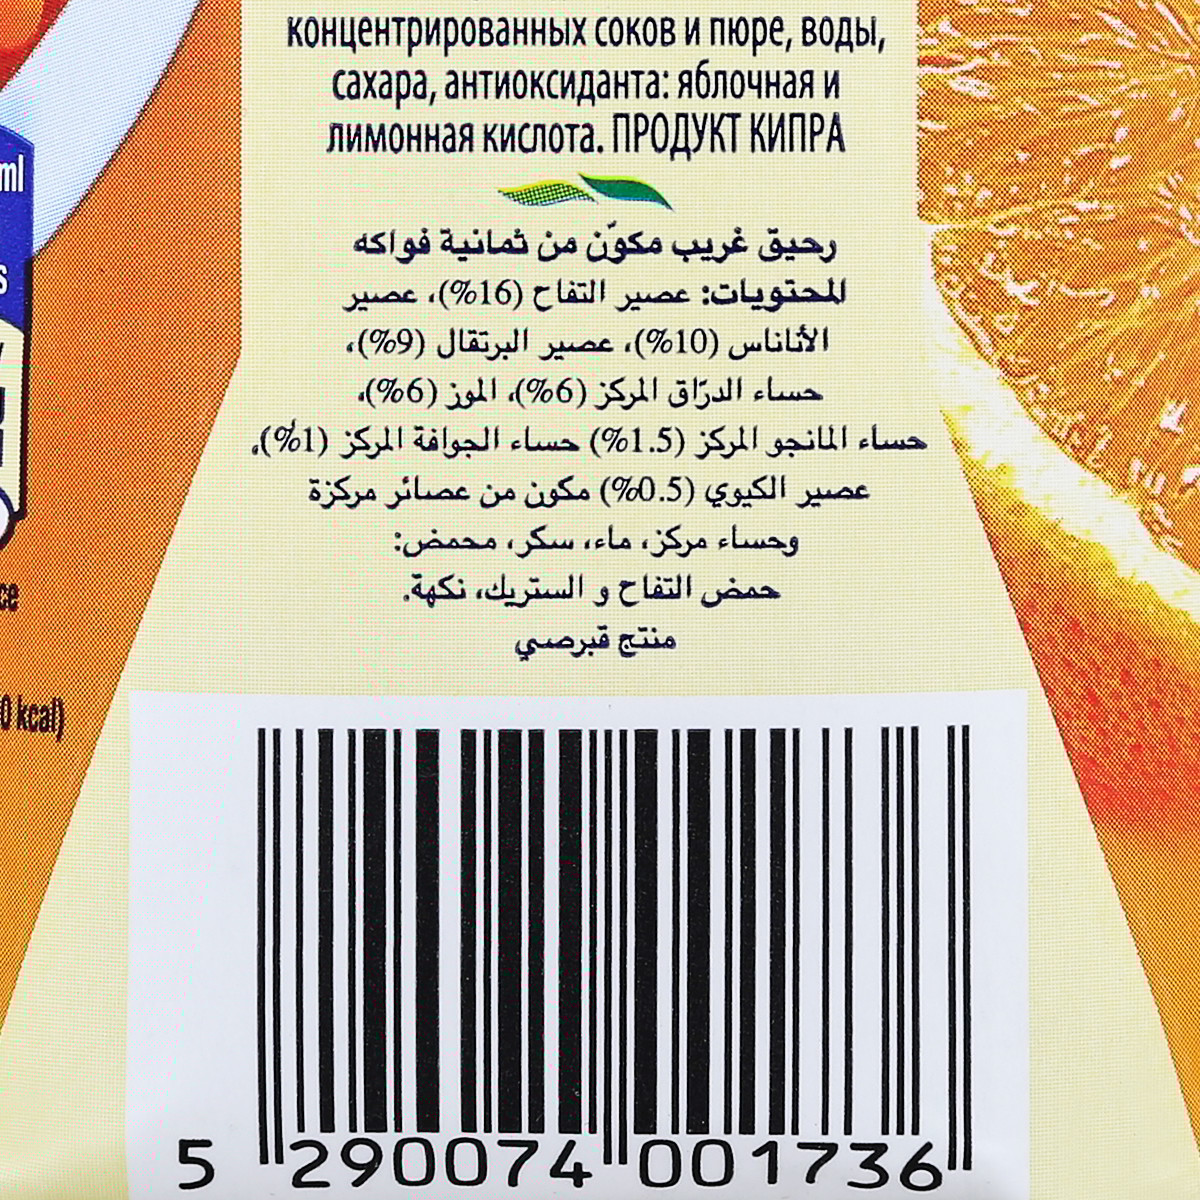 концентрированных соков и пюре, воды,
сахара, антиоксиданта: яблочная и
лимонная кислота. ПРОДУКТ КИПРА
ml
رحيق غريب مكوّن من ثمانية فواكه
المحتويات: عصير التفاح (16%)، عصير
الأناناس (10%)، عصير البرتقال (9%)،
حساء الدرّاق المركز (6%)، الموز (6%)،
حساء المانجو المركز (1.5%) حساء الجوافة المركز (1%)،
عصير الكيوي (0.5%) مكون من عصائر مركزة
وحساء مركز، ماء، سكر، محمض:
حمض التفاح و الستريك، نكهة.
منتج قبرصي
0 kcal)
5 290074 001736